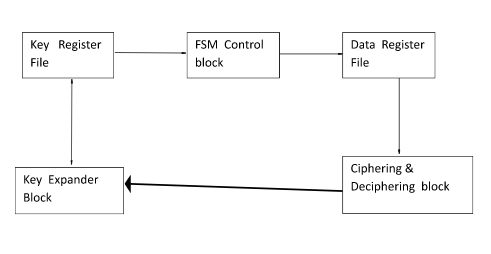 Key Register
File
FSM Control
block
Data Register
File
Key Expander
Block
Ciphering &
Deciphering block